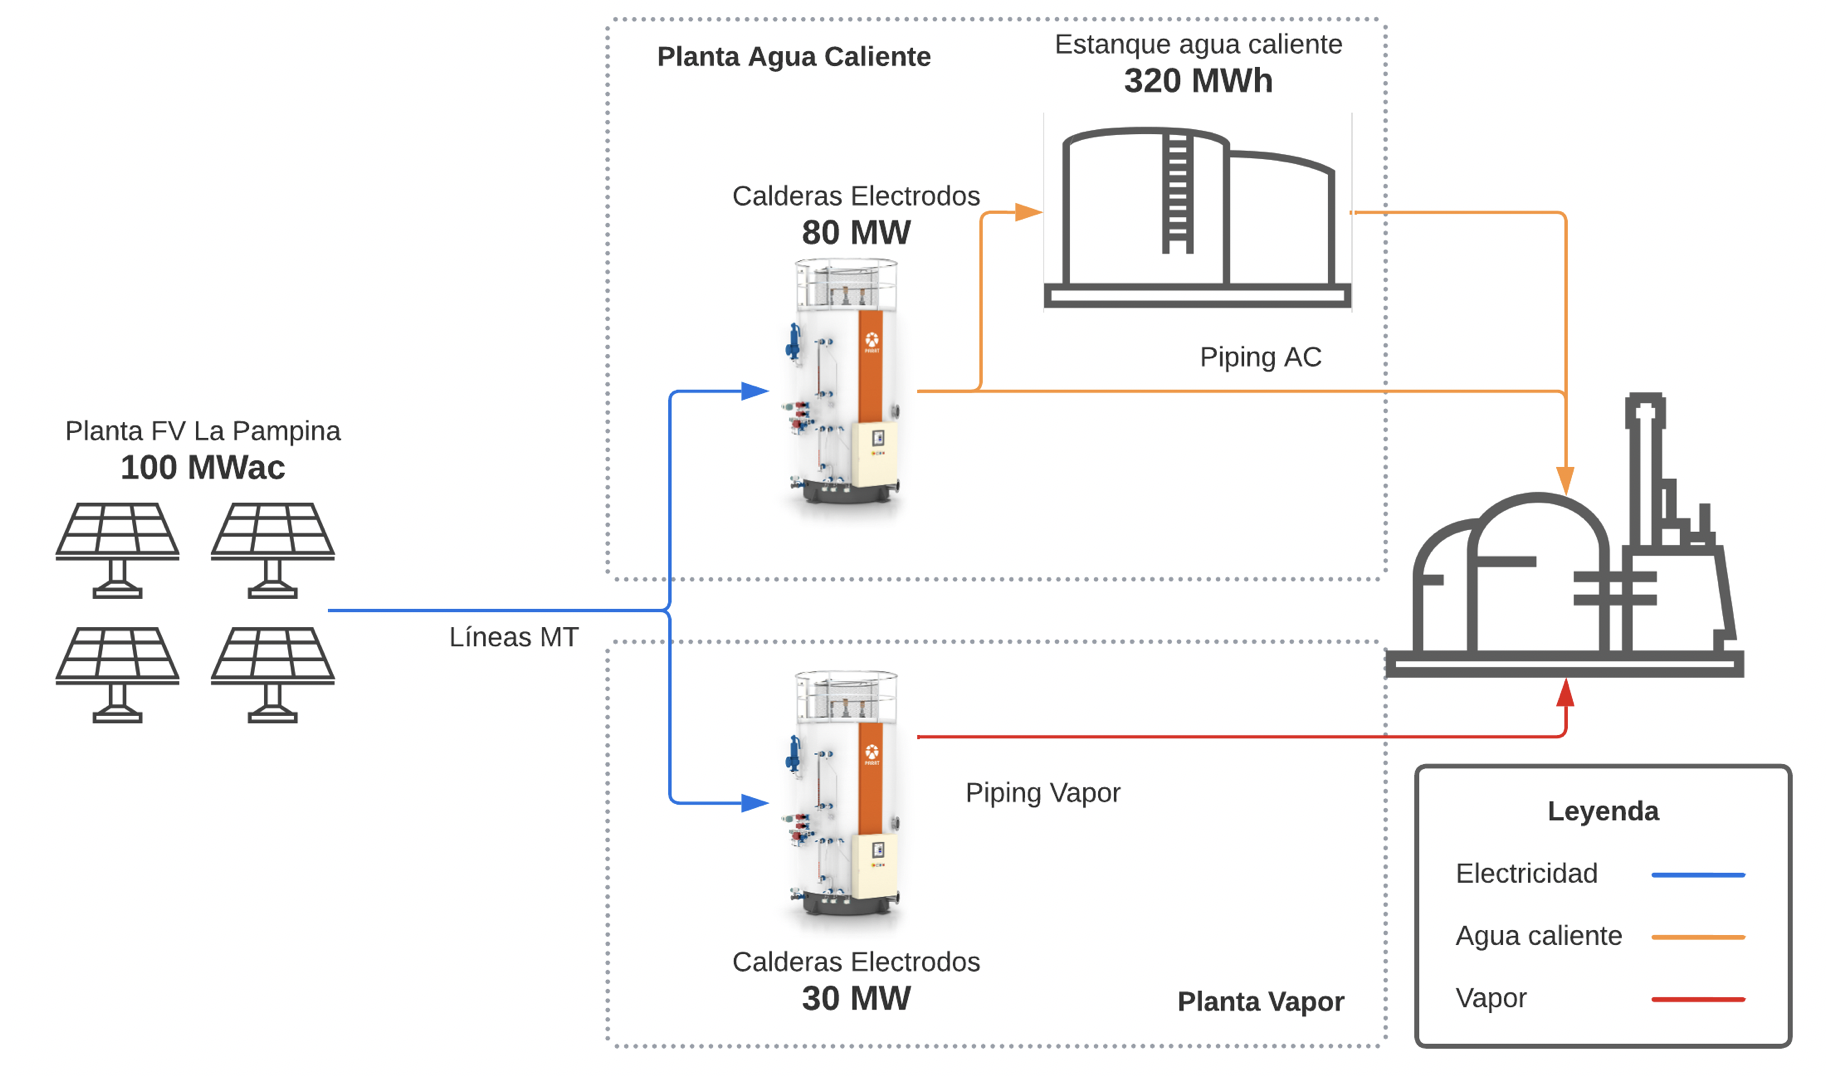 Planta Agua Caliente
Estanque agua caliente
320 MWh
Calderas Electrodos
80 MW
Piping AC
Planta FV La Pampina
100 MWac
Líneas MT
Piping Vapor
Calderas Electrodos
30 MW
Planta Vapor
Leyenda
Electricidad
Agua caliente
Vapor